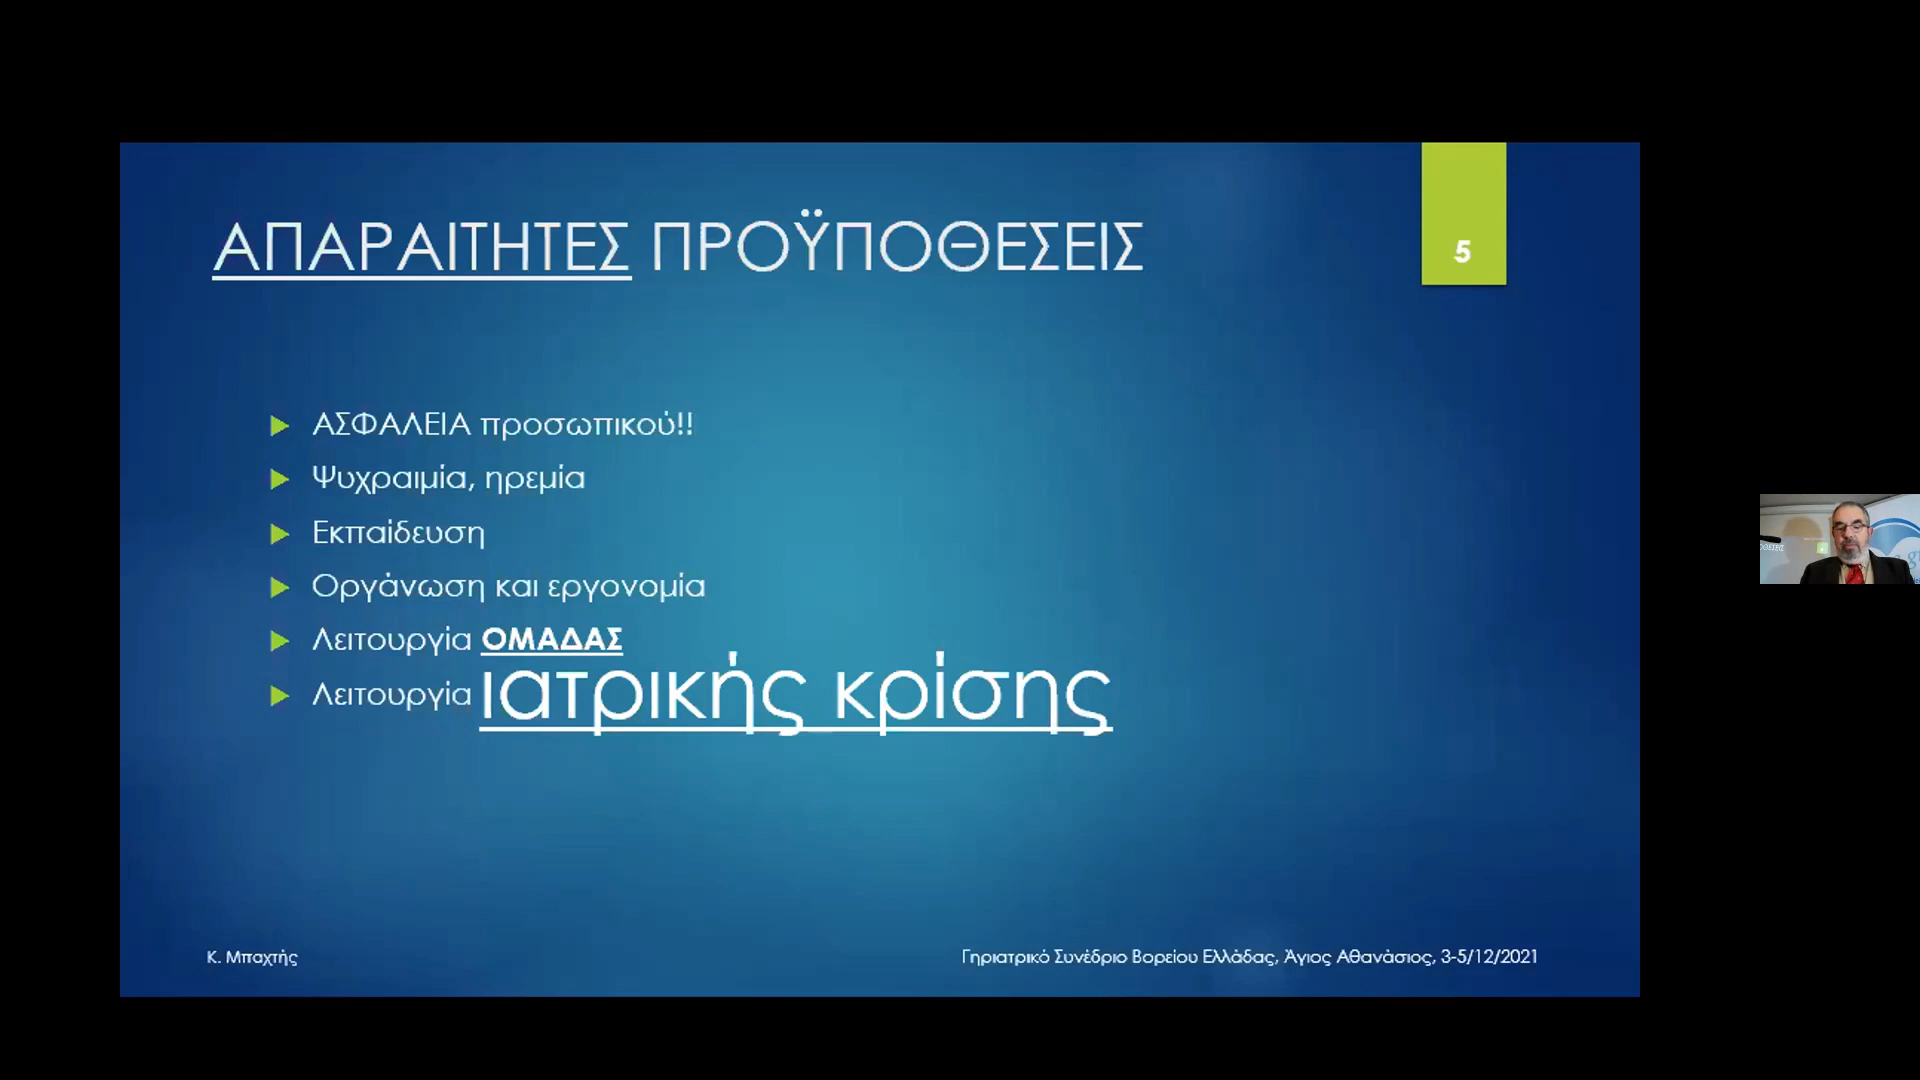 ΑΠΑΡΑΙΤΗΤΕΣ ΠΡΟΫΠΟΘΕΣΕΙΣ
5
ΑΣΦΑΛΕΙΑ προσωπικού!!
Ψυχραιμία, ηρεμία
Εκπαίδευση
Οργάνωση και εργονομία
Λειτουργία ΟΜΑΔΑΣ
Λειτουργία ιατρικής κρίσης
Κ. Μπαχτής
Γηριατρικό Συνέδριο Βορείου Ελλάδας, Άγιος Αθανάσιος, 3-5/12/2021